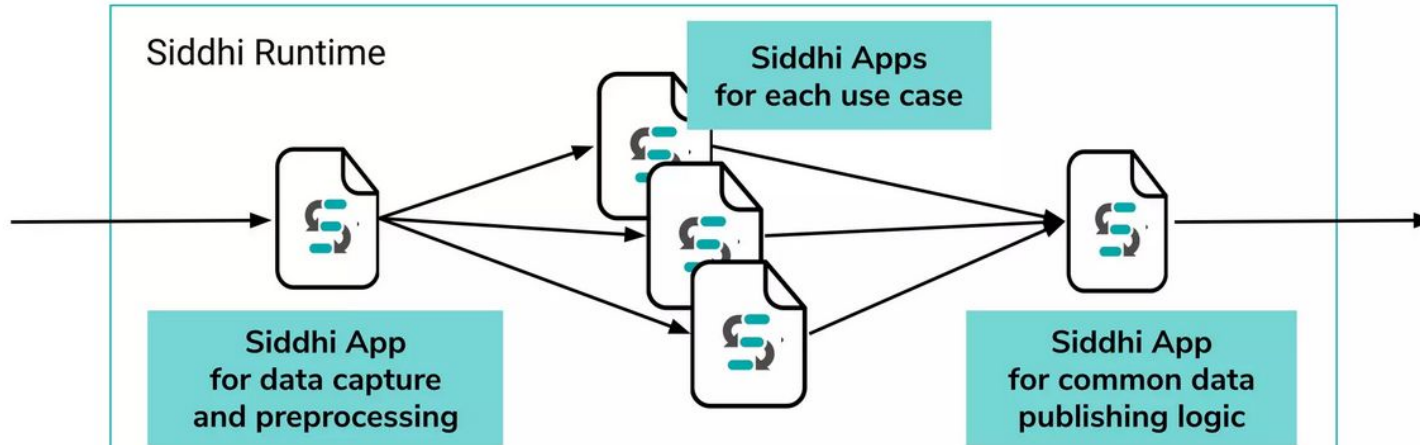 Siddhi Runtime
Siddhi Apps
for each use case
Siddhi App
for data capture
and preprocessing
Siddhi App
for common data
publishing logic